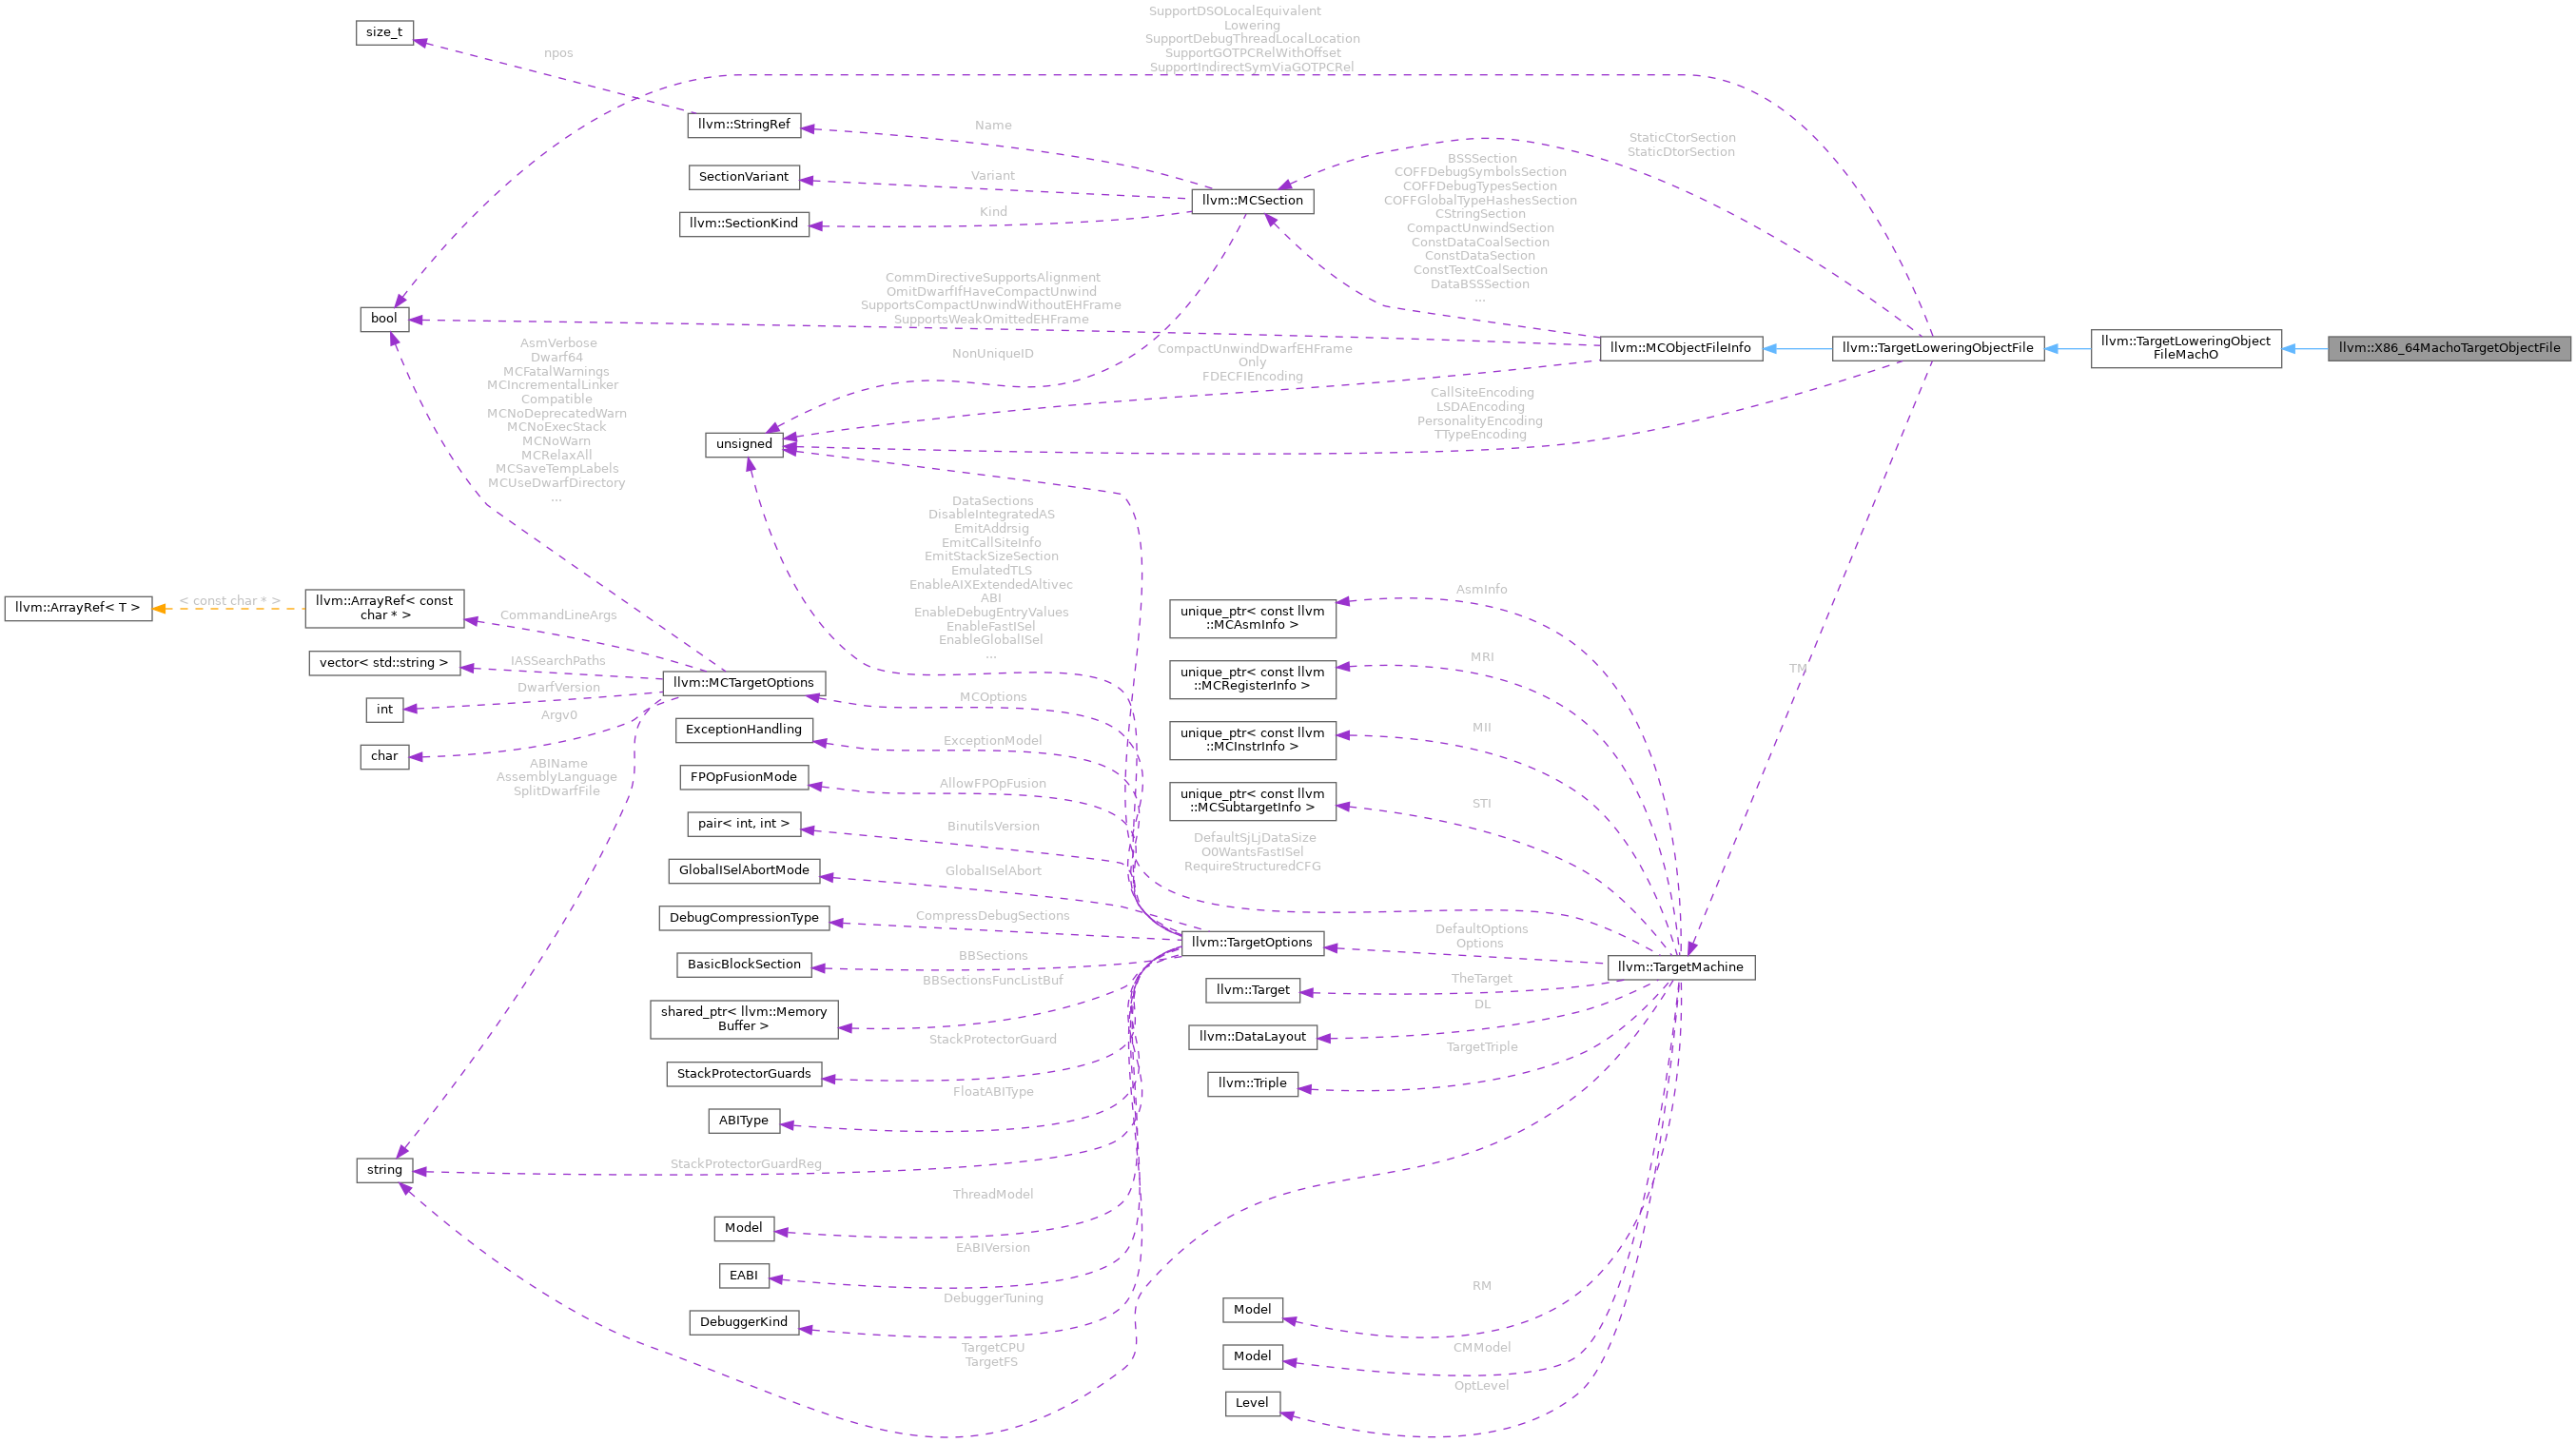 SupportDSOLocalEquivalent
Lowering
SupportDebugThreadLocalLocation
SupportGOTPCRelWithOffset
SupportIndirectSymViaGOTPCRel
size_t
npos
llvm::StringRef
Name
SectionVariant
Variant
llvm::SectionKind
Kind
llvm::MCSection
StaticCtorSection
StaticDtorSection
BSSSection
COFFDebugSymbolsSection
COFFDebugTypesSection
COFFGlobalTypeHashesSection
CStringSection
CompactUnwindSection
ConstDataCoalSection
ConstDataSection
ConstTextCoalSection
DataBSSSection
...
CommDirectiveSupportsAlignment
OmitDwarfIfHaveCompactUnwind
SupportsCompactUnwindWithoutEHFrame
SupportsWeakOmittedEHFrame
bool
llvm::MCObjectFileInfo
llvm::TargetLoweringObjectFile
llvm::TargetLoweringObject
FileMachO
llvm::X86_64MachoTargetObjectFile
NonUniqueID
CompactUnwindDwarfEHFrame
Only
FDECFIEncoding
CallSiteEncoding
LSDAEncoding
PersonalityEncoding
TTypeEncoding
unsigned
AsmVerbose
Dwarf64
MCFatalWarnings
MCIncrementalLinker
Compatible
MCNoDeprecatedWarn
MCNoExecStack
MCNoWarn
MCRelaxAll
MCSaveTempLabels
MCUseDwarfDirectory
...
DataSections
DisableIntegratedAS
EmitAddrsig
EmitCallSiteInfo
EmitStackSizeSection
EmulatedTLS
EnableAIXExtendedAltivec
ABI
EnableDebugEntryValues
EnableFastISel
EnableGlobalISel
...
llvm::ArrayRef< T >
< const char * >
llvm::ArrayRef< const
char * >
CommandLineArgs
vector< std::string >
IASSearchPaths
int
DwarfVersion
char
Argv0
ABIName
AssemblyLanguage
SplitDwarfFile
llvm::MCTargetOptions
MCOptions
ExceptionHandling
ExceptionModel
FPOpFusionMode
AllowFPOpFusion
pair< int, int >
BinutilsVersion
GlobalISelAbortMode
GlobalISelAbort
DebugCompressionType
CompressDebugSections
BasicBlockSection
BBSections
BBSectionsFuncListBuf
shared_ptr< llvm::Memory
Buffer >
StackProtectorGuards
StackProtectorGuard
ABIType
FloatABIType
string
StackProtectorGuardReg
Model
ThreadModel
EABI
EABIVersion
DebuggerKind
DebuggerTuning
TargetCPU
TargetFS
unique_ptr< const llvm
::MCAsmInfo >
AsmInfo
unique_ptr< const llvm
::MCRegisterInfo >
MRI
unique_ptr< const llvm
::MCInstrInfo >
MII
unique_ptr< const llvm
::MCSubtargetInfo >
STI
TM
DefaultSjLjDataSize
O0WantsFastISel
RequireStructuredCFG
llvm::TargetOptions
DefaultOptions
Options
llvm::TargetMachine
llvm::Target
TheTarget
llvm::DataLayout
DL
llvm::Triple
TargetTriple
Model
RM
Model
CMModel
Level
OptLevel